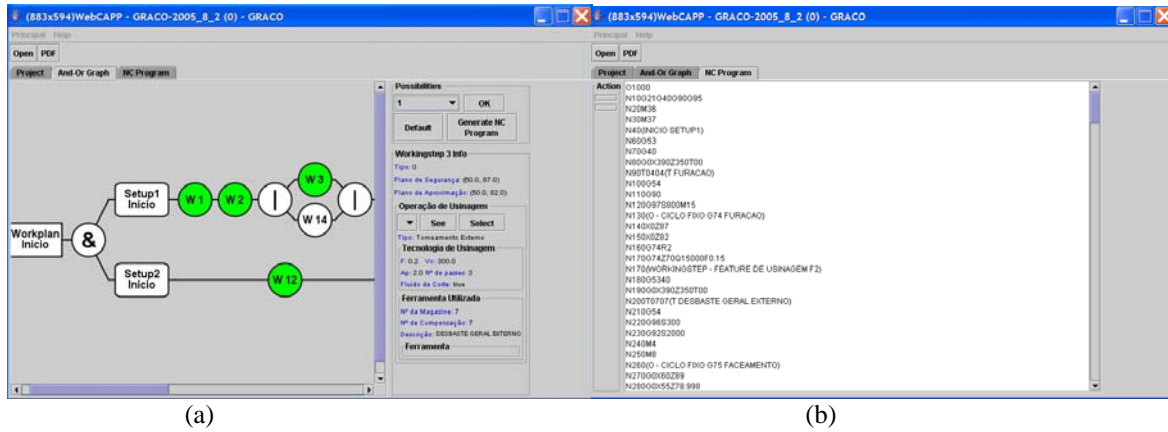 (883x594)WebCAPP - GRACO-2005_8_2 (0) - GRACO
Principal Help
Open PDF
Project And-Or Graph NC Program
Workplan
Inicio
&
Setup1
Inicio
W 1
W 2
|
W 3
W 14
|
Setup2
Inicio
W 12
Possibilities
1
OK
Default
Generate NC
Program
Workingstep 3 Info
Tipo: 0
Plano de Segurança: (60.0, 87.0)
Plano de Aproximação: (60.0, 82.0)
Operação de Usinagem
See
Select
Tipo: Torneamento Externo
Tecnologia de Usinagem
F: 0.2 Vc: 300.0
Ap: 2.0 Nº de passes: 3
Fluido de Corte: true
Ferramenta Utilizada
Nº da Magazine: 7
Nº de Compensação: 7
Descrição: DESBASTE GERAL EXTERNO
Ferramenta
(a)
(883x594)WebCAPP - GRACO-2005_8_2 (0) - GRACO
Principal Help
Open PDF
Project And-Or Graph NC Program
Action
O1000
N10G21G40G90G95
N20M36
N30M37
N40(INICIO SETUP1)
N60G53
N70G40
N80G0X390Z350T00
N90T0404(T FURACAO)
N100G54
N110G90
N120G97S800M15
N130(O - CICLO FIXO G74 FURACAO)
N140X0Z87
N150X0Z82
N160G74R2
N170G74Z70Q15000F0.15
N170(WORKINGSTEP - FEATURE DE USINAGEM F2)
N180G5340
N190G0X390Z350T00
N200T0707(T DESBASTE GERAL EXTERNO)
N210G54
N220G96S300
N230G92S2000
N240M4
N250M8
N260(O - CICLO FIXO G75 FACEAMENTO)
N270G0X60Z89
N280G0X55Z78.998
(b)